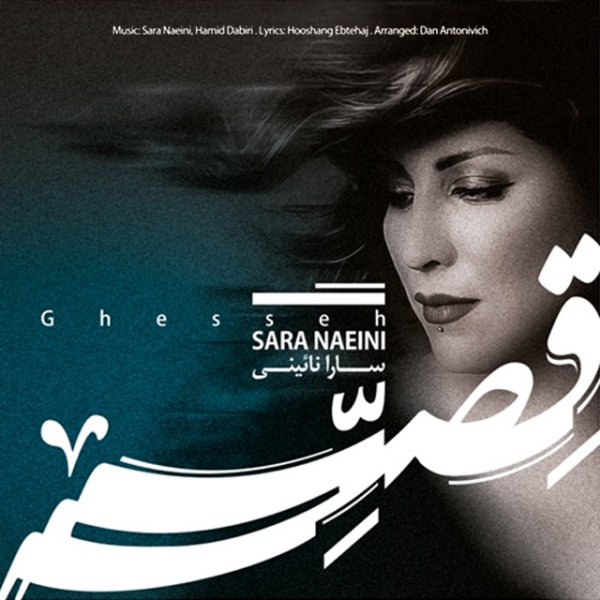 Music: Sara Naeini, Hamid Dabiri . Lyrics: Hooshang Ebtehaj . Arranged: Dan Antonivich
Ghesseh
SARA NAEINI
سارا نائینی
قصه